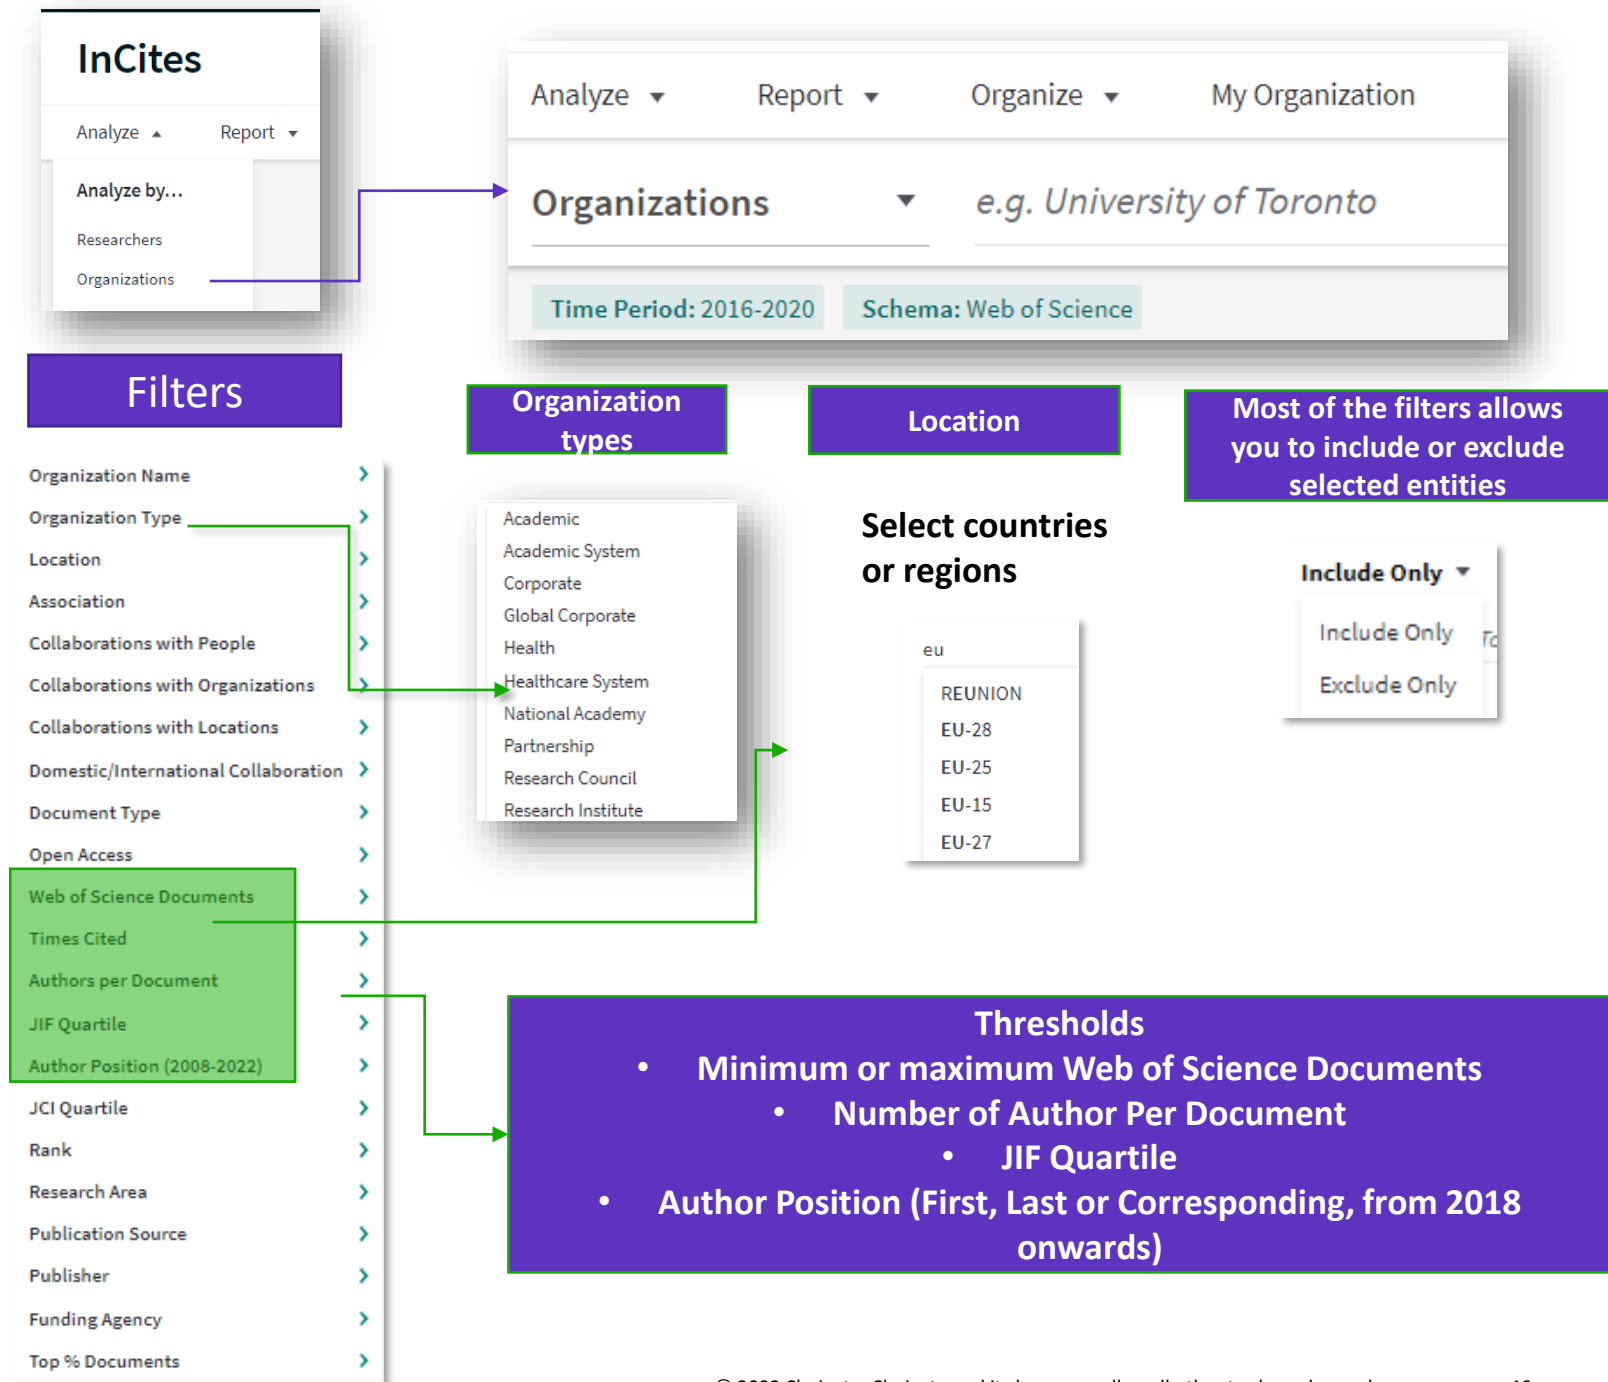 InCites
Analyze
Report
Analyze by...
Researchers
Organizations
Analyze
Report
Organize
My Organization
Organizations
e.g. University of Toronto
Time Period: 2016-2020
Schema: Web of Science
Filters
Organization Name
Organization Type
Location
Association
Collaborations with People
Collaborations with Organizations
Collaborations with Locations
Domestic/International Collaboration
Document Type
Open Access
Web of Science Documents
Times Cited
Authors per Document
JIF Quartile
Author Position (2008-2022)
JCI Quartile
Rank
Research Area
Publication Source
Publisher
Funding Agency
Top % Documents
Organization
types
Academic
Academic System
Corporate
Global Corporate
Health
Healthcare System
National Academy
Partnership
Research Council
Research Institute
Location
Select countries
or regions
eu
REUNION
EU-28
EU-25
EU-15
EU-27
Most of the filters allows
you to include or exclude
selected entities
Include Only
Include Only
Exclude Only
Thresholds
• Minimum or maximum Web of Science Documents
• Number of Author Per Document
• JIF Quartile
• Author Position (First, Last or Corresponding, from 2018
onwards)